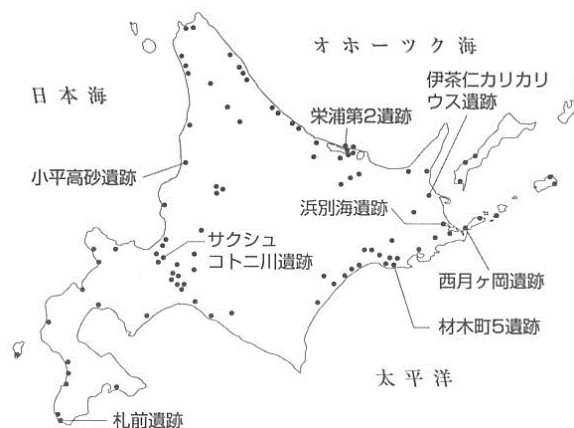 オホーツク海
日本海
伊茶仁カリカリ
ウス遺跡
栄浦第2遺跡
小平高砂遺跡
浜別海遺跡
サクシュ
コトニ川遺跡
西月ヶ岡遺跡
材木町5遺跡
太平洋
札前遺跡